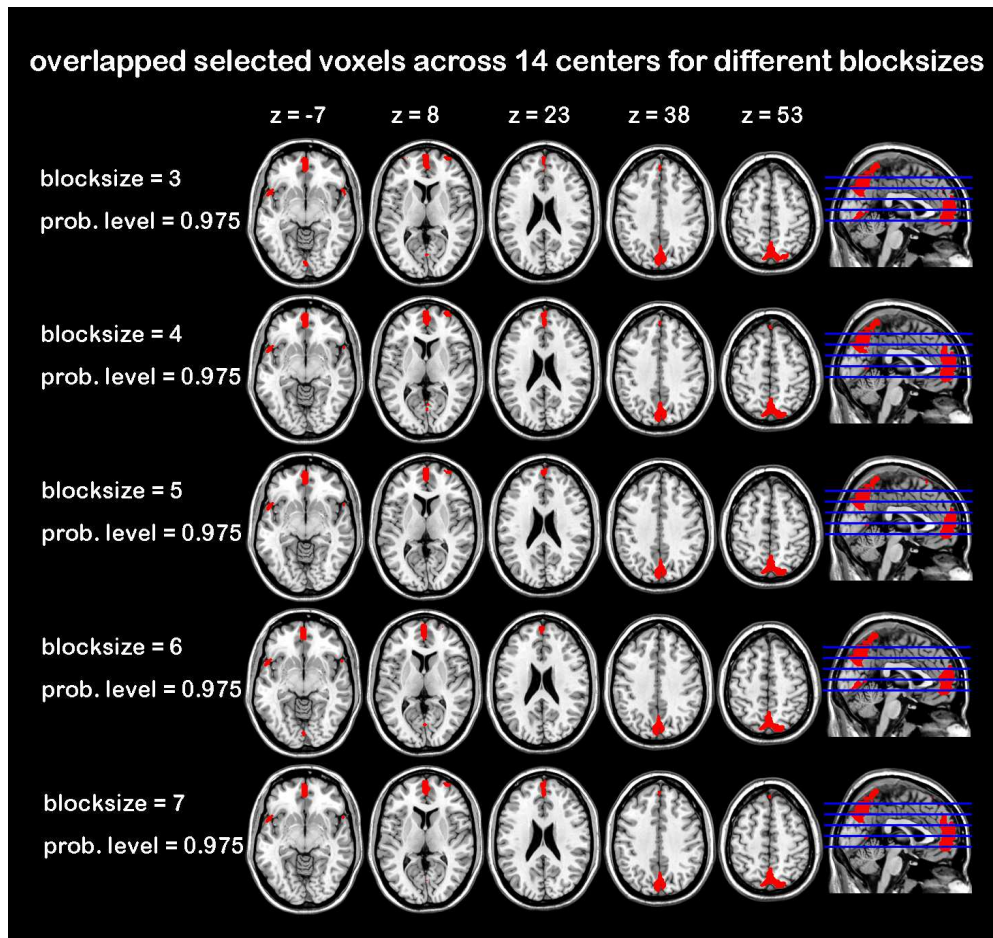 overlapped selected voxels across 14 centers for different blocksizes
z = -7 z = 8 z = 23 z = 38 z = 53
blocksize = 3
prob. level = 0.975
blocksize = 4
prob. level = 0.975
blocksize = 5
prob. level = 0.975
blocksize = 6
prob. level = 0.975
blocksize = 7
prob. level = 0.975